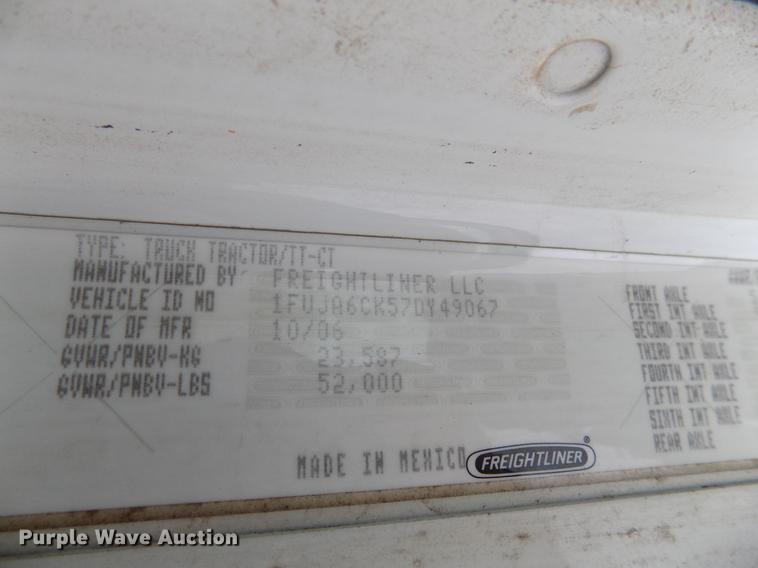 TYPE: TRUCK TRACTOR/TT-CT
MANUFACTURED BY FREIGHTLINER LLC
VEHICLE ID NO 1FUJA6CK57DY49067
DATE OF MFR 10/06
GVWR/PNBV-KG 23,587
GVWR/PNBV-LBS 52,000
MADE IN MEXICO FREIGHTLINER®
FRONT AXLE
FIRST INT AXLE
SECOND INT AXLE
THIRD INT AXLE
FOURTH INT AXLE
FIFTH INT AXLE
SIXTH INT AXLE
REAR AXLE
Purple Wave Auction